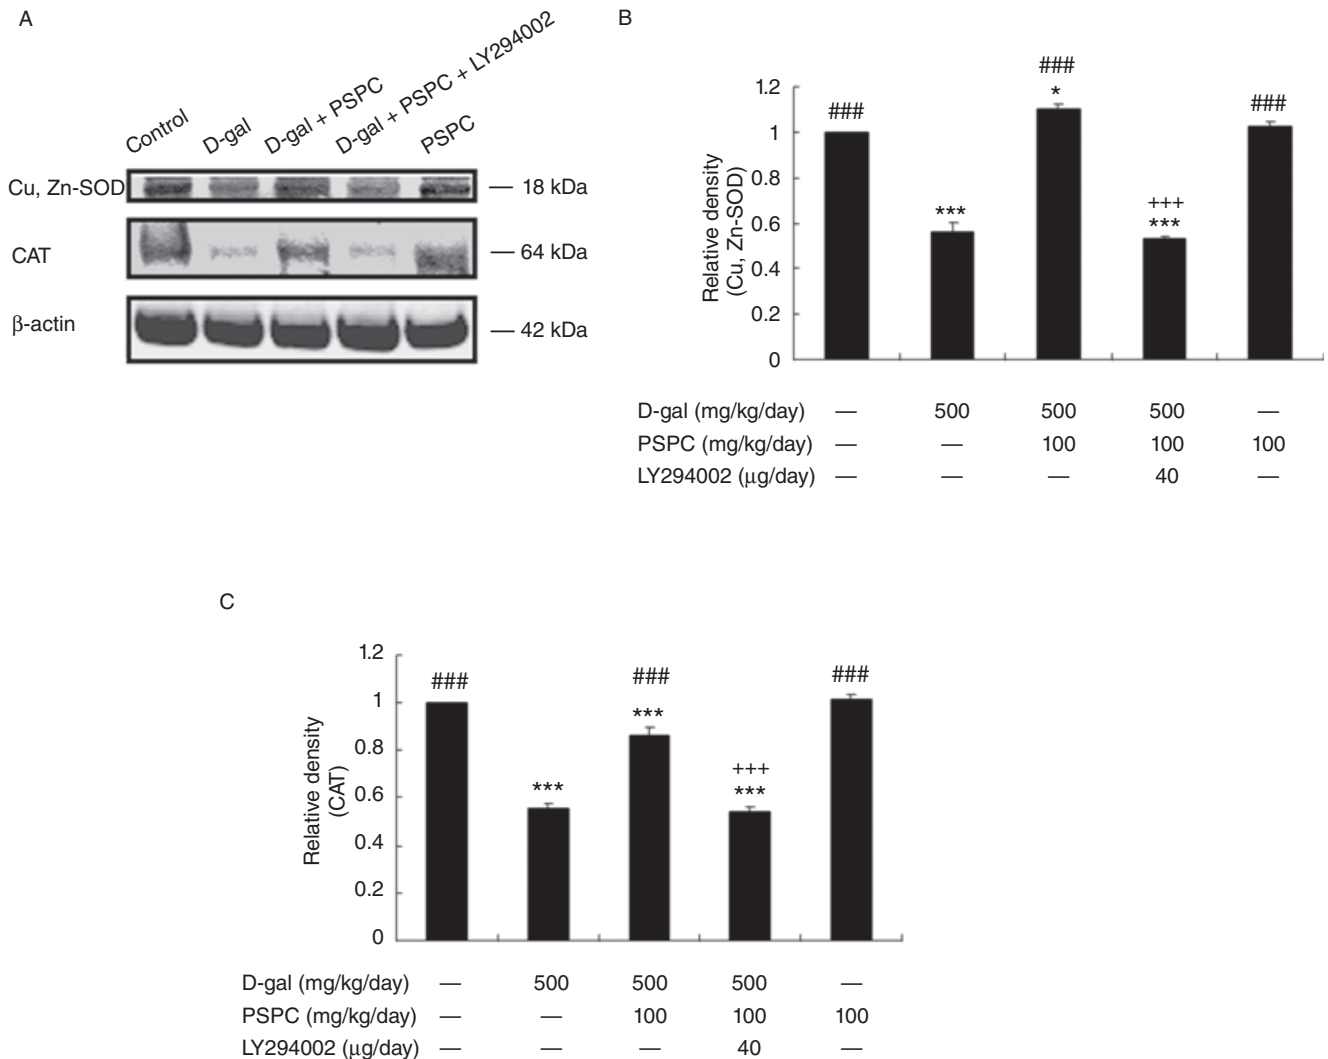 A
Control
D-gal
D-gal + PSPC
D-gal + PSPC + LY294002
PSPC
Cu, Zn-SOD
— 18 kDa
CAT
— 64 kDa
β-actin
— 42 kDa
B
Relative density
(Cu, Zn-SOD)
1.2
1
0.8
0.6
0.4
0.2
0
###
***
###
*
+++
***
###
D-gal (mg/kg/day) — 500 500 500 —
PSPC (mg/kg/day) — — 100 100 100
LY294002 (μg/day) — — — 40 —
C
Relative density
(CAT)
1.2
1
0.8
0.6
0.4
0.2
0
###
***
###
***
+++
***
###
D-gal (mg/kg/day) — 500 500 500 —
PSPC (mg/kg/day) — — 100 100 100
LY294002 (μg/day) — — — 40 —